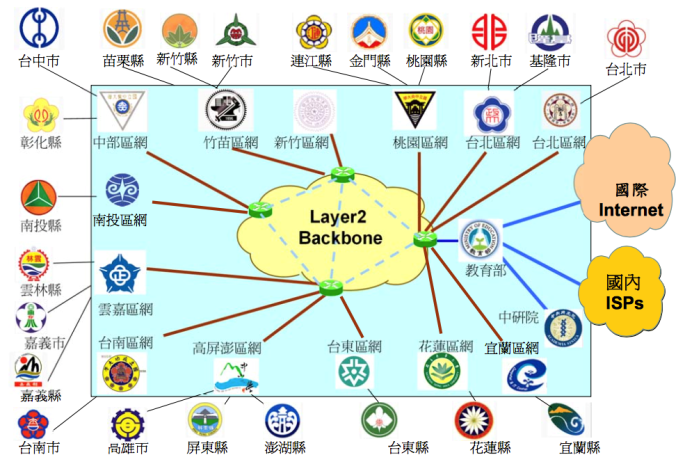 台中市
苗栗縣
新竹縣
新竹市
連江縣
金門縣
桃園縣
新北市
基隆市
台北市
彰化縣
中部區網
竹苗區網
新竹區網
桃園區網
台北區網
台北區網
南投縣
南投區網
Layer2
Backbone
國際
Internet
教育部
雲林縣
雲嘉區網
國內
ISPs
中研院
嘉義市
台南區網
高屏澎區網
台東區網
花蓮區網
宜蘭區網
嘉義縣
台南市
高雄市
屏東縣
澎湖縣
台東縣
花蓮縣
宜蘭縣
桃園
林雲